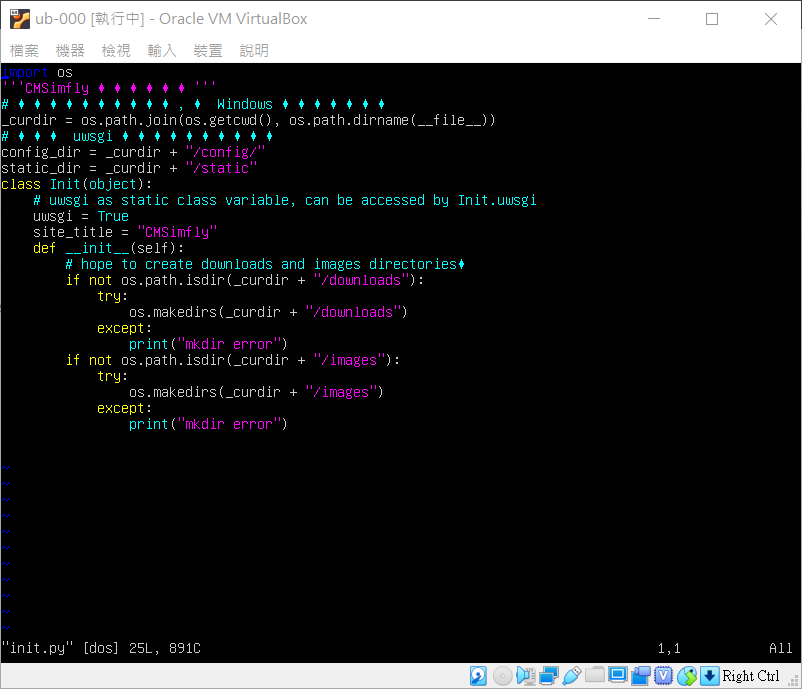 ub-000 [執行中] - Oracle VM VirtualBox
檔案 機器 檢視 輸入 裝置 說明
import os
'''CMSimfly ♦ ♦ ♦ ♦ ♦ ♦ '''
# ♦ ♦ ♦ ♦ ♦ ♦ ♦ ♦ ♦ ♦ , ♦  Windows ♦ ♦ ♦ ♦ ♦ ♦ ♦
_curdir = os.path.join(os.getcwd(), os.path.dirname(__file__))
# ♦ ♦ ♦  uwsgi ♦ ♦ ♦ ♦ ♦ ♦ ♦ ♦ ♦ ♦
config_dir = _curdir + "/config/"
static_dir = _curdir + "/static"
class Init(object):
    # uwsgi as static class variable, can be accessed by Init.uwsgi
    uwsgi = True
    site_title = "CMSimfly"
    def __init__(self):
        # hope to create downloads and images directories♦
        if not os.path.isdir(_curdir + "/downloads"):
            try:
                os.makedirs(_curdir + "/downloads")
            except:
                print("mkdir error")
        if not os.path.isdir(_curdir + "/images"):
            try:
                os.makedirs(_curdir + "/images")
            except:
                print("mkdir error")
~
~
~
~
~
~
~
~
~
~
~
"init.py" [dos] 25L, 891C 1,1 All
Right Ctrl